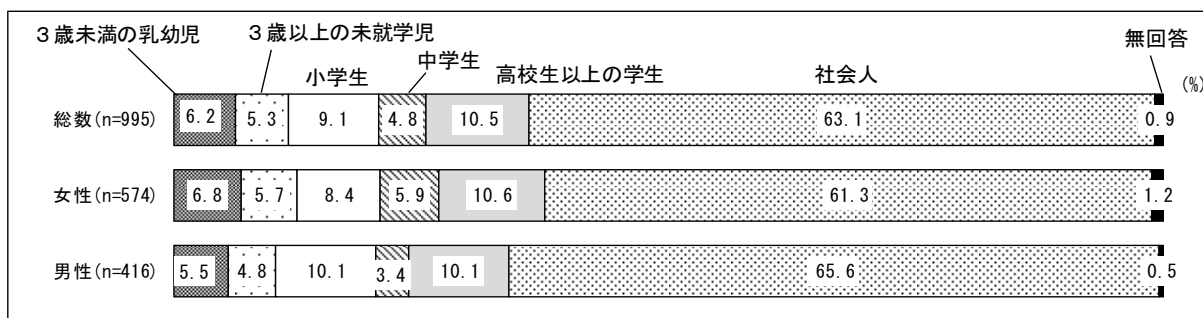 ３歳未満の乳幼児 ３歳以上の未就学児 無回答
小学生 中学生 高校生以上の学生 社会人 (%)
総数(n=995) 6.2 5.3 9.1 4.8 10.5 63.1 0.9
女性(n=574) 6.8 5.7 8.4 5.9 10.6 61.3 1.2
男性(n=416) 5.5 4.8 10.1 3.4 10.1 65.6 0.5